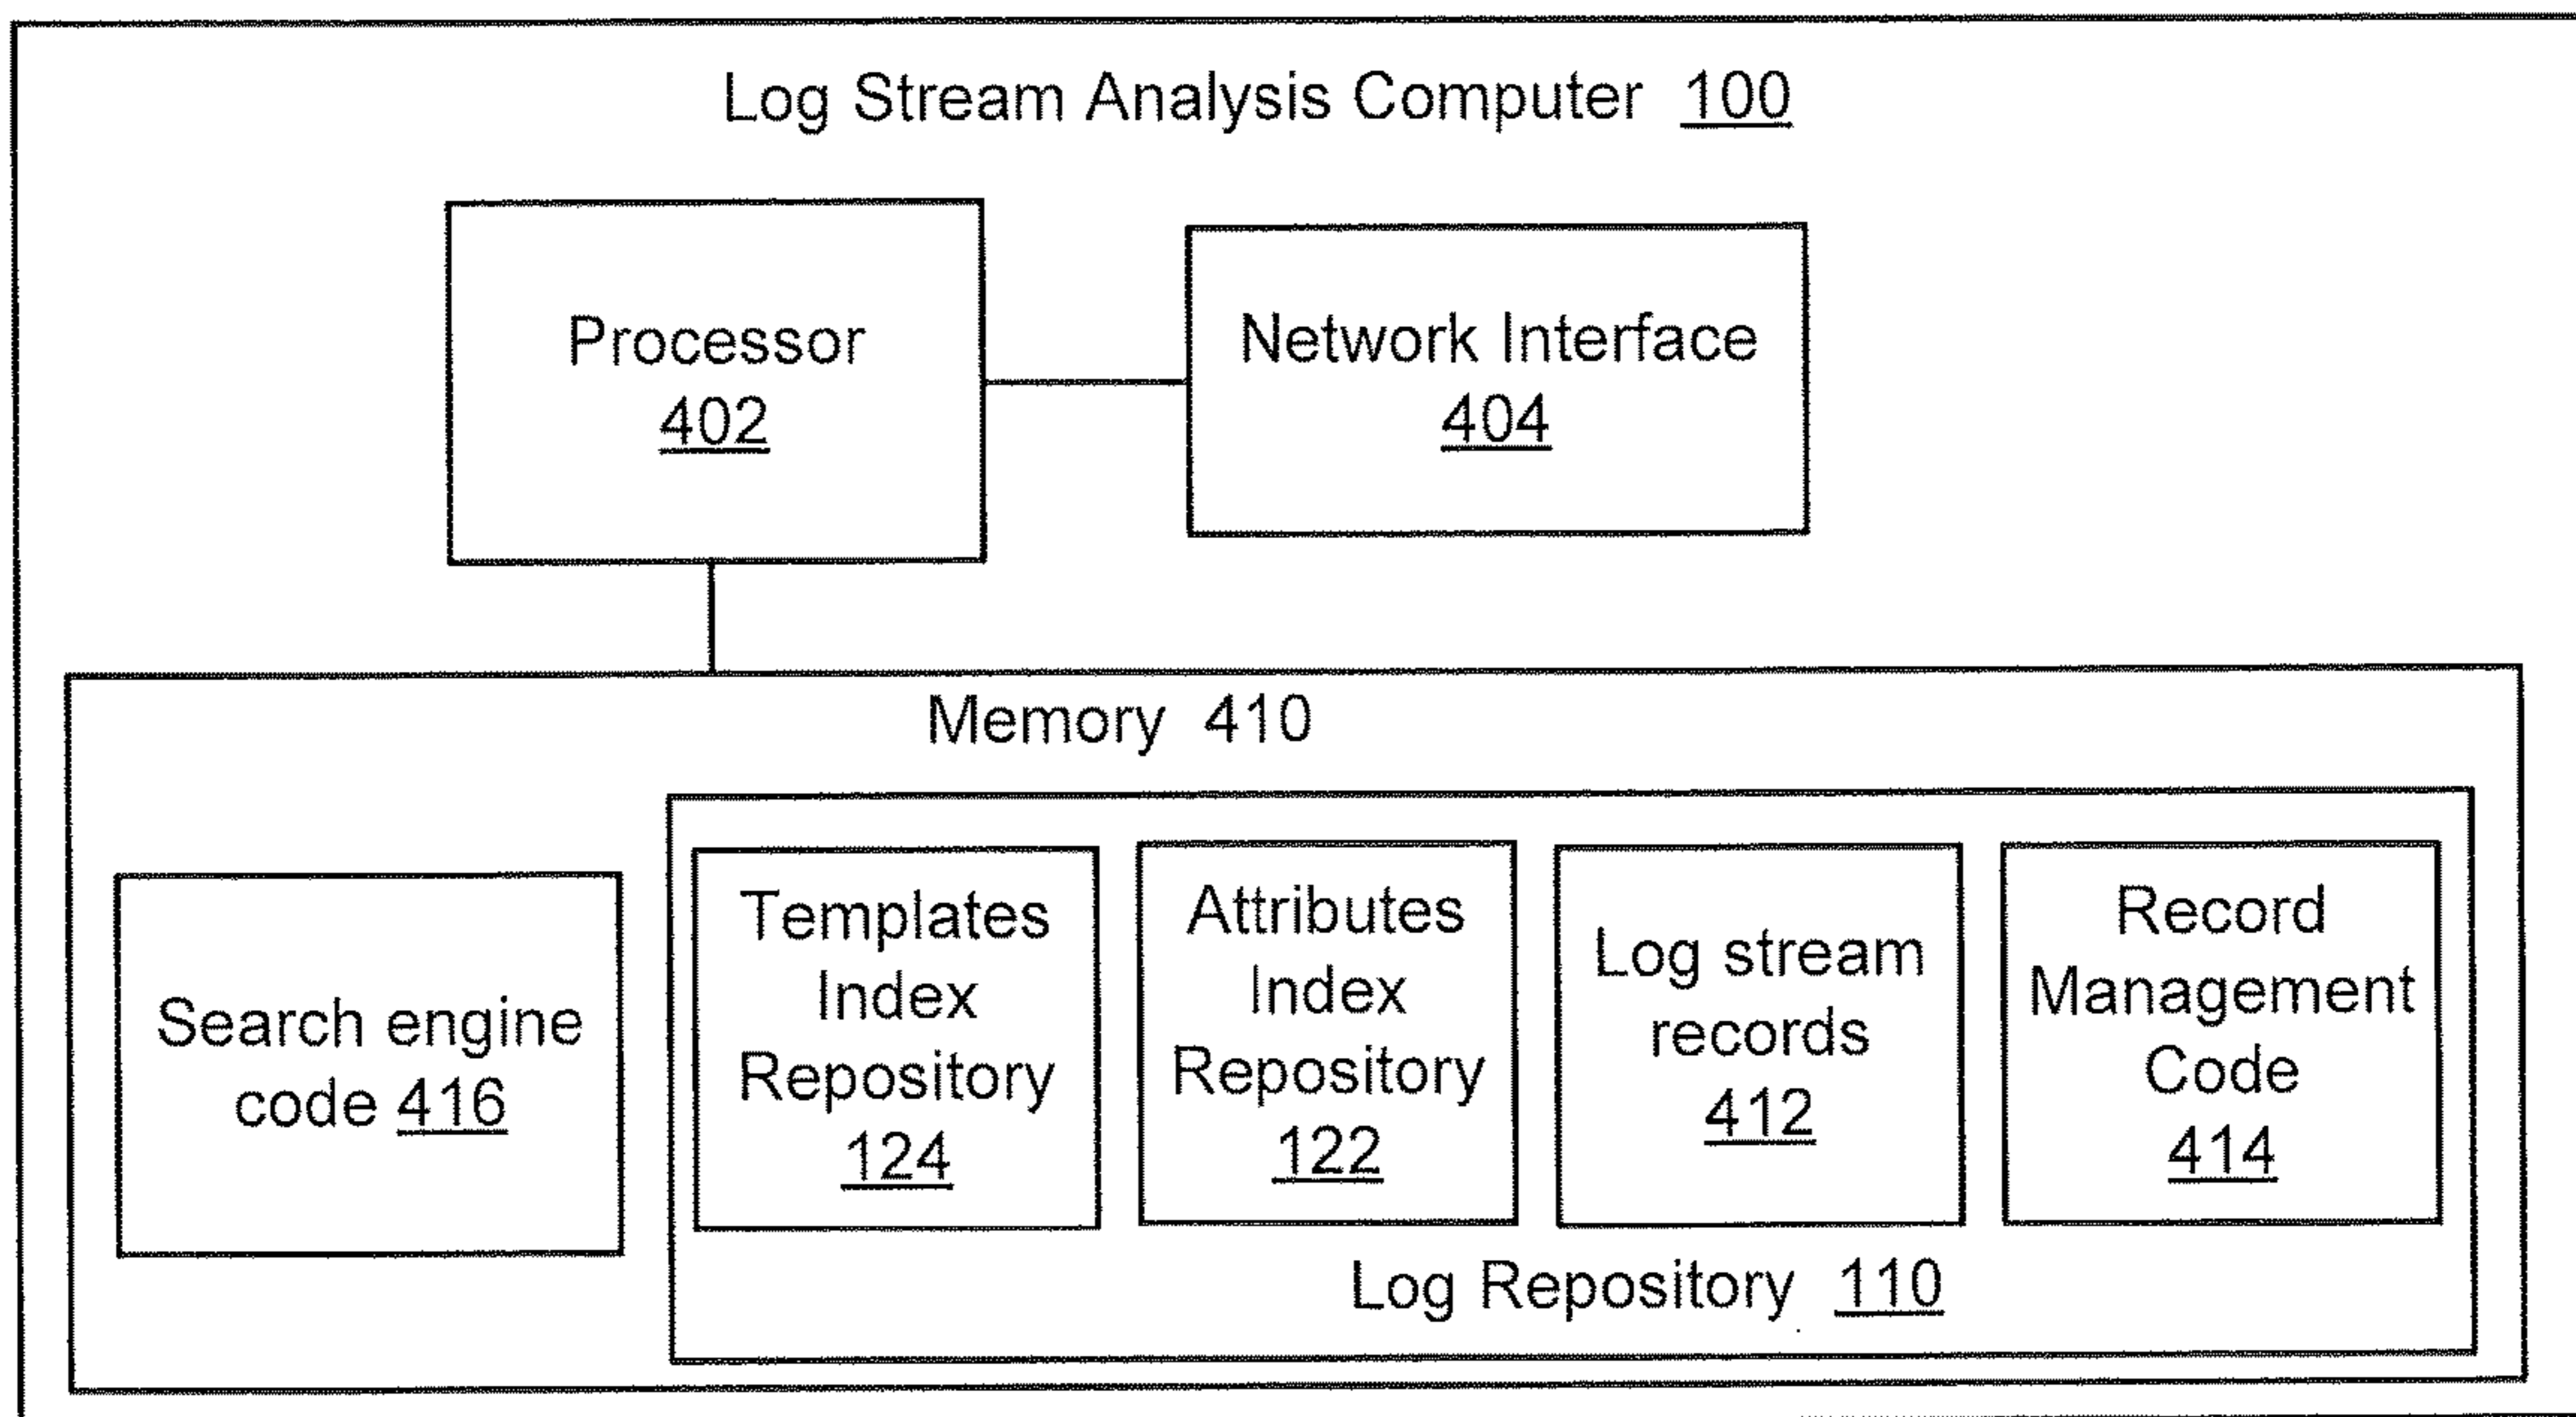 Log Stream Analysis Computer 100
Processor
402
Network Interface
404
Memory 410
Search engine
code 416
Templates
Index
Repository
124
Attributes
Index
Repository
122
Log stream
records
412
Record
Management
Code
414
Log Repository 110